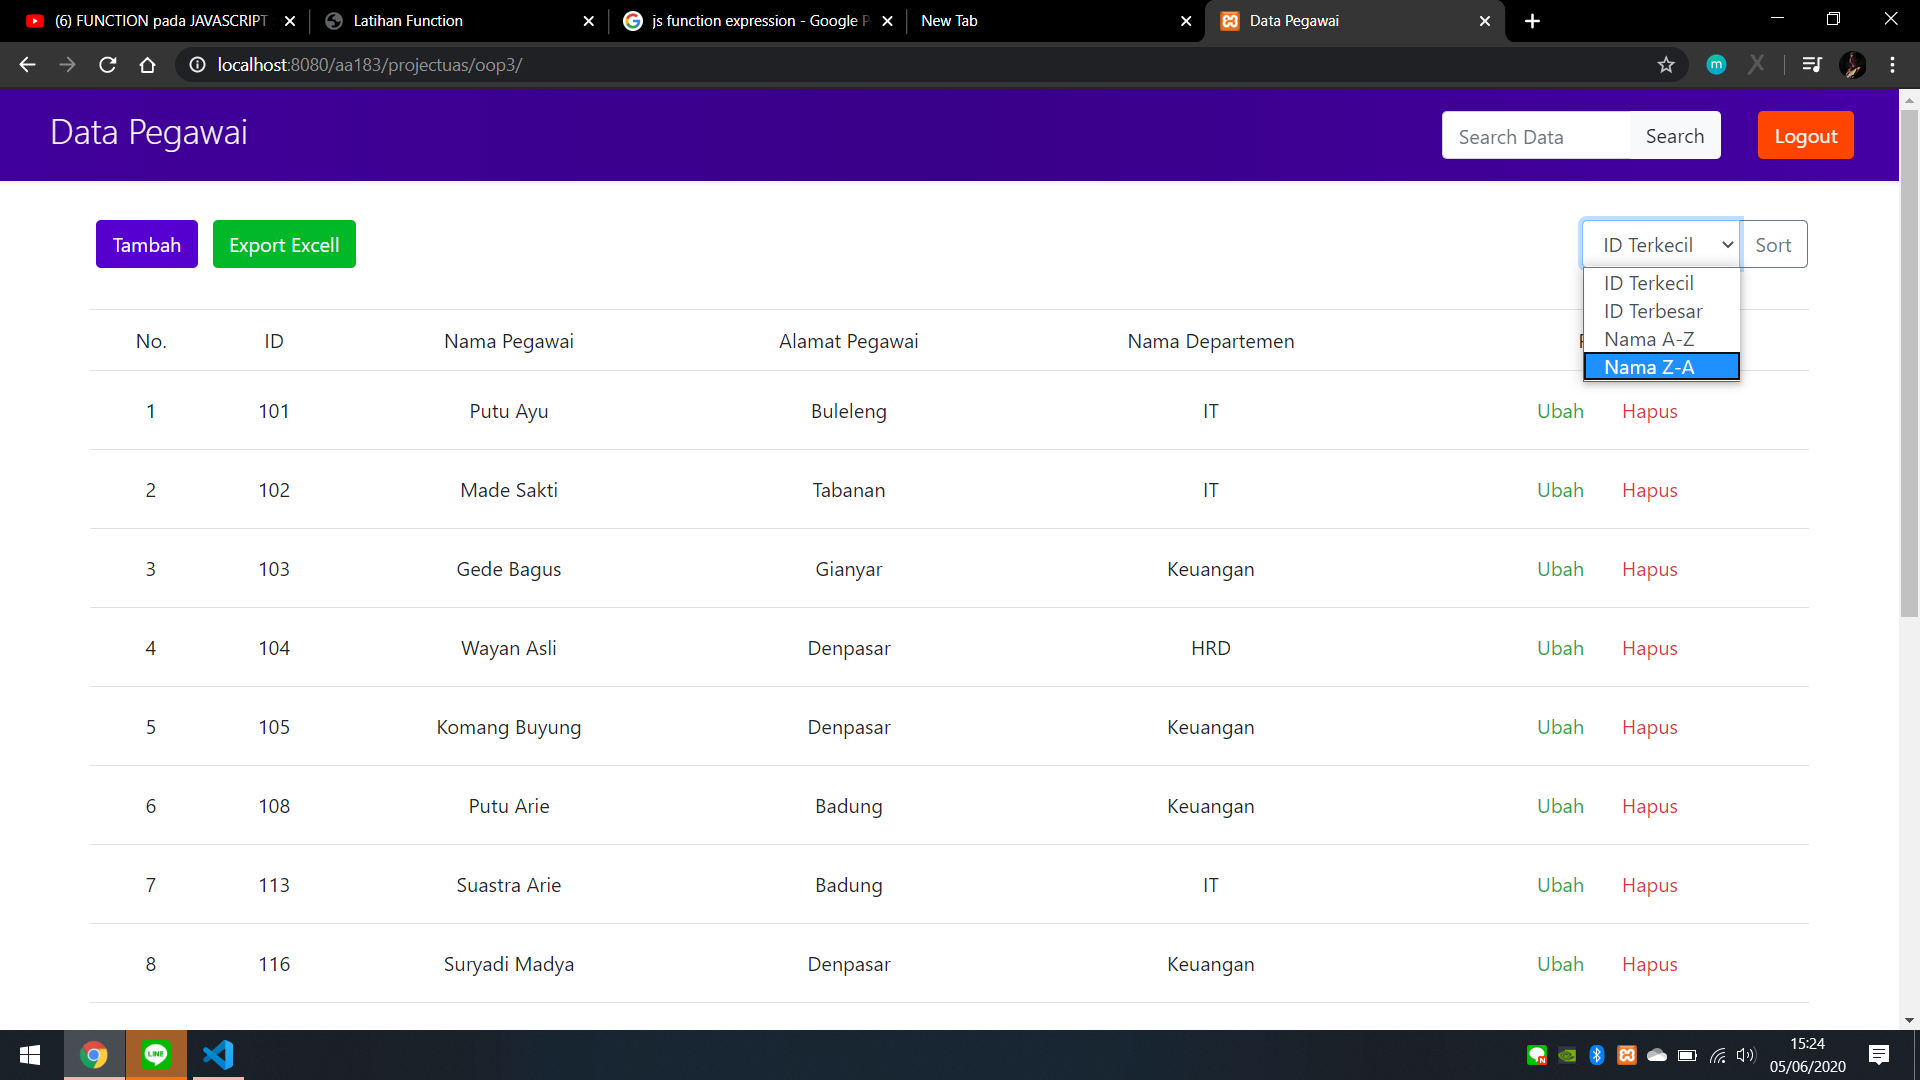 (6) FUNCTION pada JAVASCRIPT
Latihan Function
js function expression - Google P
New Tab
Data Pegawai
localhost:8080/aa183/projectuas/oop3/
m
Data Pegawai
Search Data
Search
Logout
Tambah
Export Excell
ID Terkecil
Sort
ID Terkecil
ID Terbesar
Nama A-Z
Nama Z-A
No. ID Nama Pegawai Alamat Pegawai Nama Departemen
1 101 Putu Ayu Buleleng IT Ubah Hapus
2 102 Made Sakti Tabanan IT Ubah Hapus
3 103 Gede Bagus Gianyar Keuangan Ubah Hapus
4 104 Wayan Asli Denpasar HRD Ubah Hapus
5 105 Komang Buyung Denpasar Keuangan Ubah Hapus
6 108 Putu Arie Badung Keuangan Ubah Hapus
7 113 Suastra Arie Badung IT Ubah Hapus
8 116 Suryadi Madya Denpasar Keuangan Ubah Hapus
LINE
15:24
05/06/2020